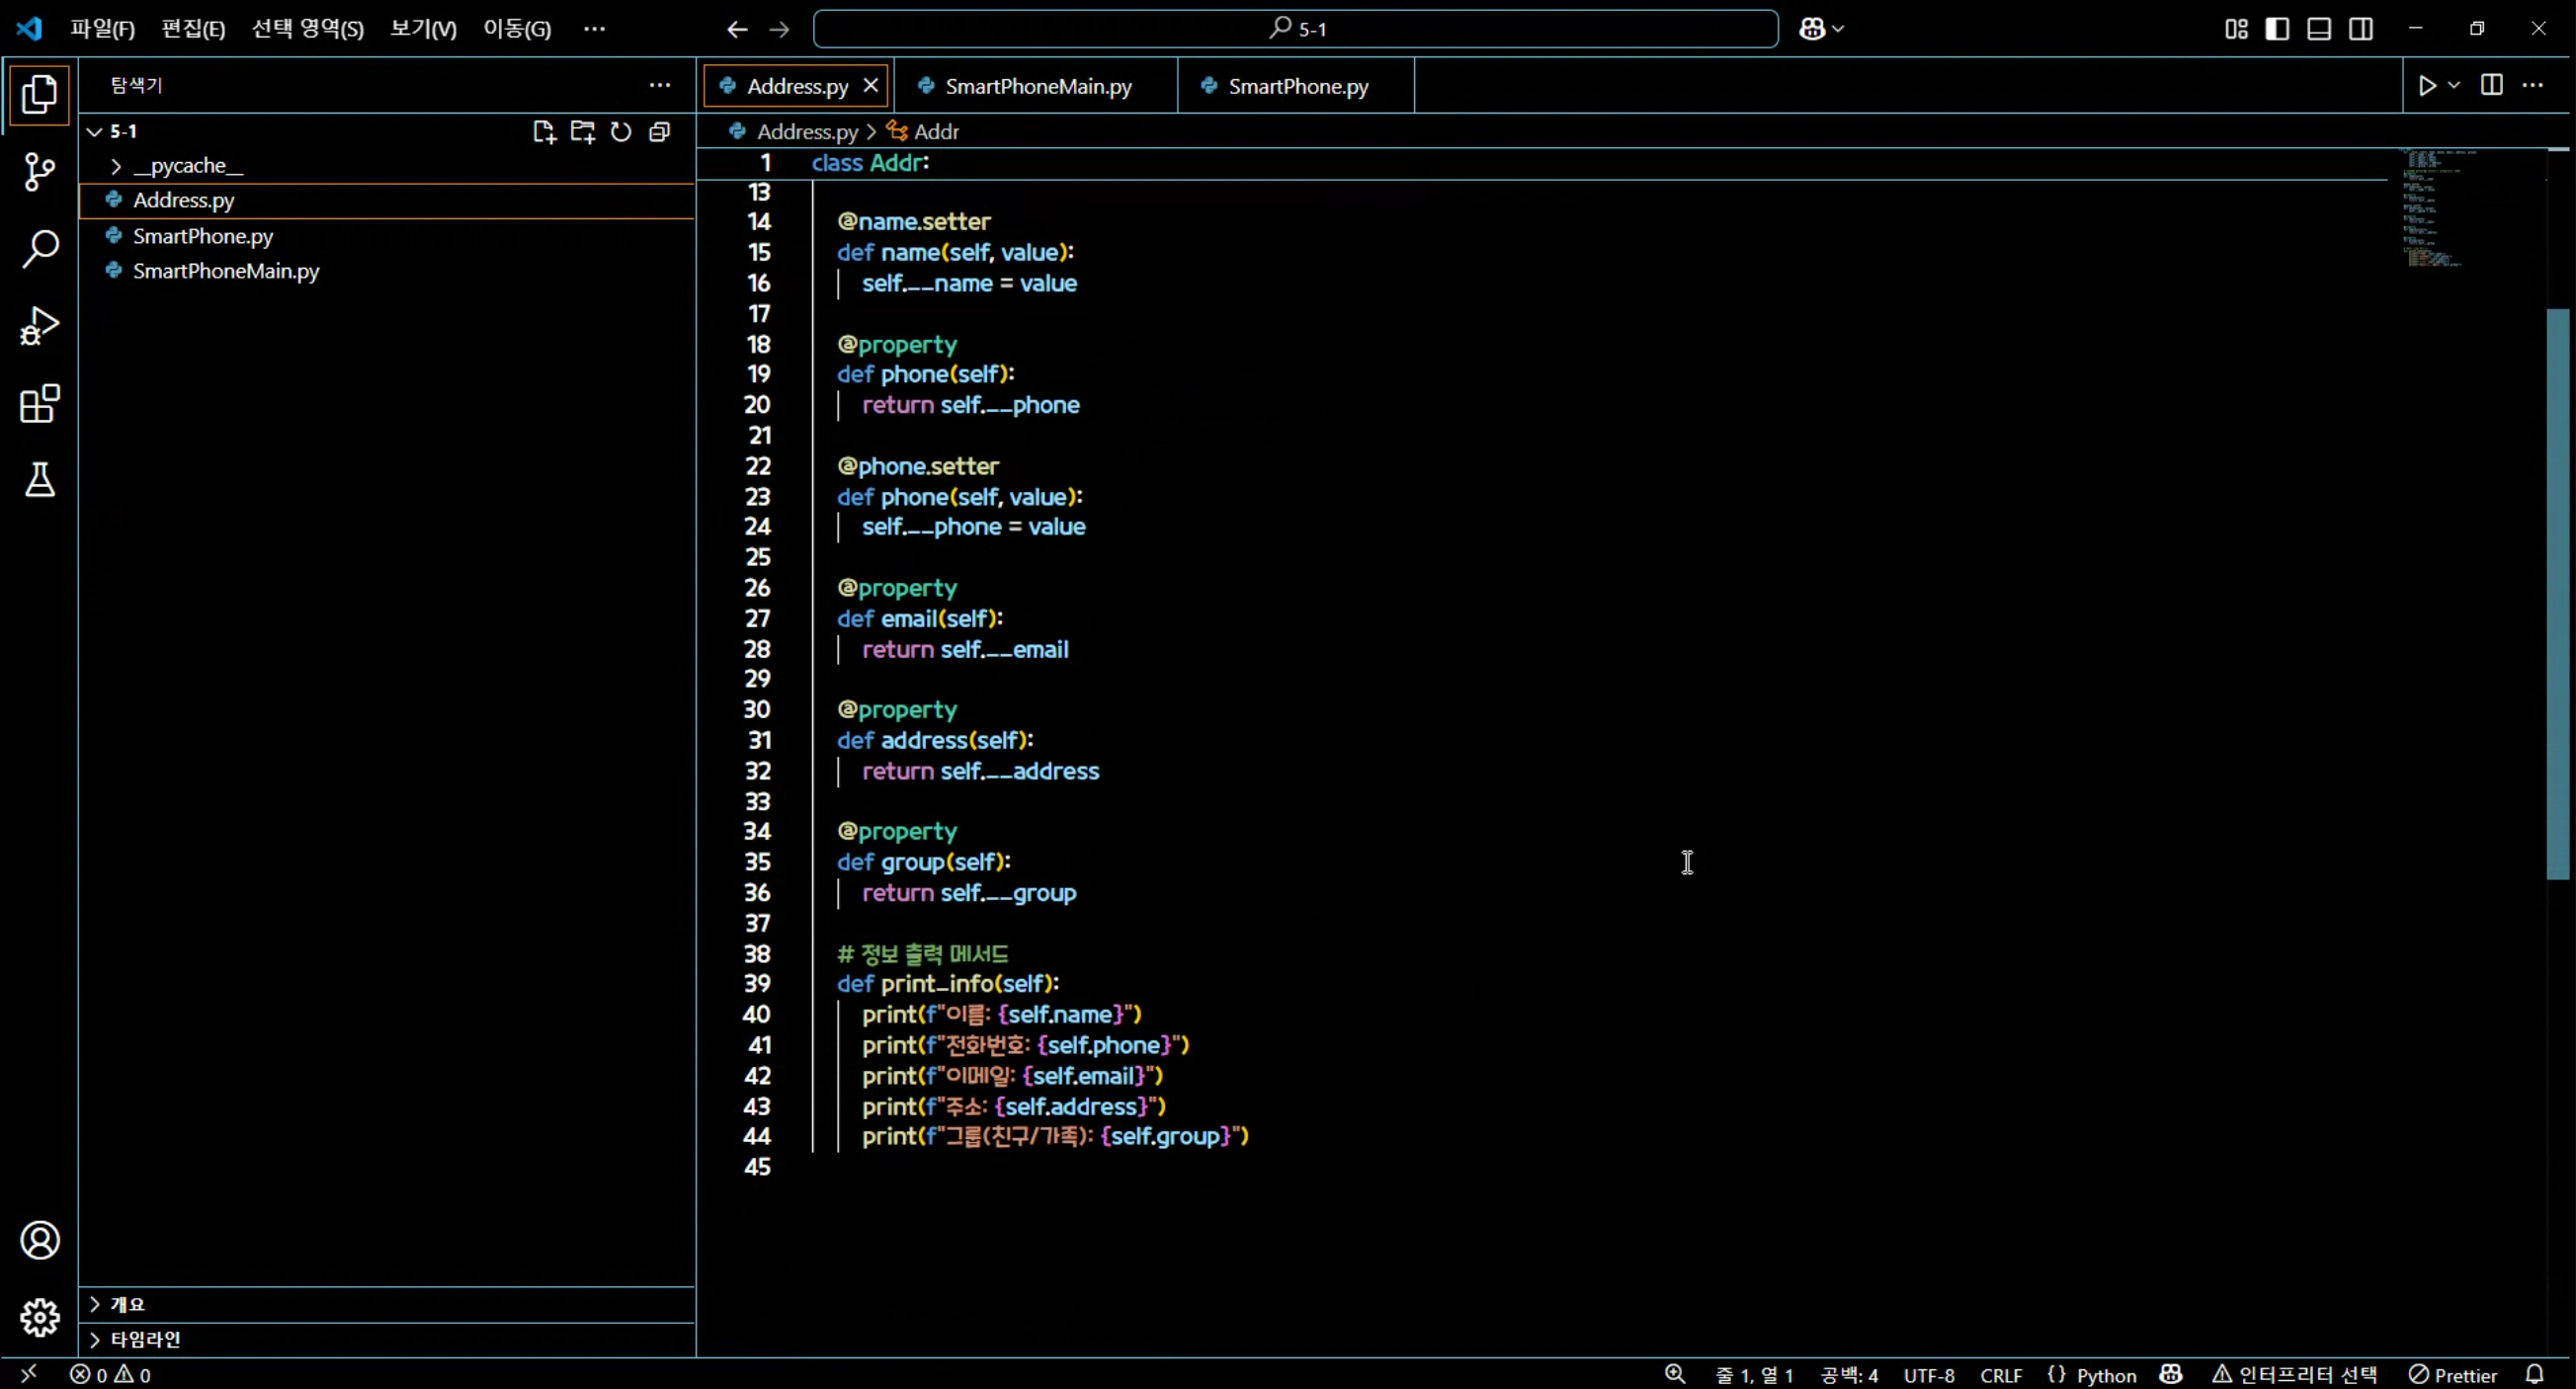 파일(F) 편집(E) 선택 영역(S) 보기(V) 이동(G) ··· 5-1
탐색기 ···
Address.py SmartPhoneMain.py SmartPhone.py
5-1
Address.py > Addr
__pycache__
Address.py
SmartPhone.py
SmartPhoneMain.py
1 class Addr:
13
14 @name.setter
15 def name(self, value):
16 self.__name = value
17
18 @property
19 def phone(self):
20 return self.__phone
21
22 @phone.setter
23 def phone(self, value):
24 self.__phone = value
25
26 @property
27 def email(self):
28 return self.__email
29
30 @property
31 def address(self):
32 return self.__address
33
34 @property
35 def group(self):
36 return self.__group
37
38 # 정보 출력 메서드
39 def print_info(self):
40 print(f"이름: {self.name}")
41 print(f"전화번호: {self.phone}")
42 print(f"이메일: {self.email}")
43 print(f"주소: {self.address}")
44 print(f"그룹(친구/가족): {self.group}")
45
개요
타임라인
0 0 줄 1, 열 1 공백: 4 UTF-8 CRLF {} Python 인터프리터 선택 Prettier